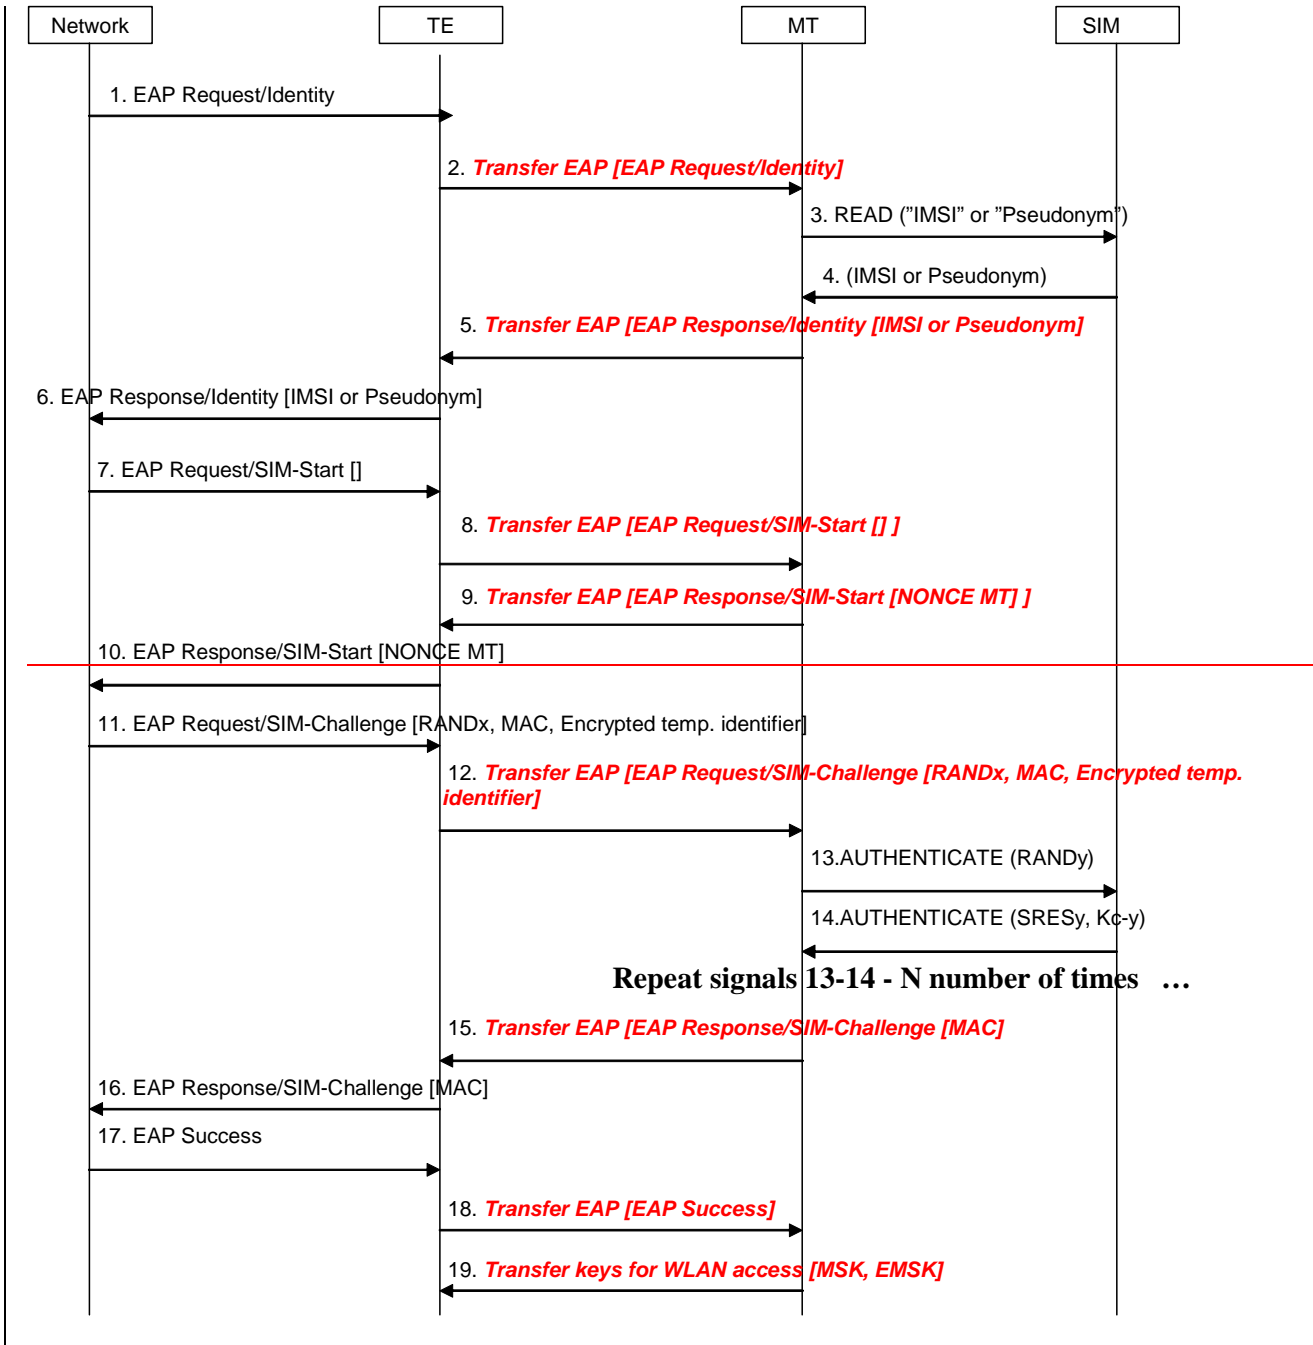 Network TE MT SIM
1. EAP Request/Identity
2. Transfer EAP [EAP Request/Identity]
3. READ ("IMSI" or "Pseudonym")
4. (IMSI or Pseudonym)
5. Transfer EAP [EAP Response/Identity [IMSI or Pseudonym]
6. EAP Response/Identity [IMSI or Pseudonym]
7. EAP Request/SIM-Start []
8. Transfer EAP [EAP Request/SIM-Start [] ]
9. Transfer EAP [EAP Response/SIM-Start [NONCE MT] ]
10. EAP Response/SIM-Start [NONCE MT]
11. EAP Request/SIM-Challenge [RANDx, MAC, Encrypted temp. identifier]
12. Transfer EAP [EAP Request/SIM-Challenge [RANDx, MAC, Encrypted temp.
identifier]
13.AUTHENTICATE (RANDy)
14.AUTHENTICATE (SRESy, Kc-y)
Repeat signals 13-14 - N number of times …
15. Transfer EAP [EAP Response/SIM-Challenge [MAC]
16. EAP Response/SIM-Challenge [MAC]
17. EAP Success
18. Transfer EAP [EAP Success]
19. Transfer keys for WLAN access [MSK, EMSK]